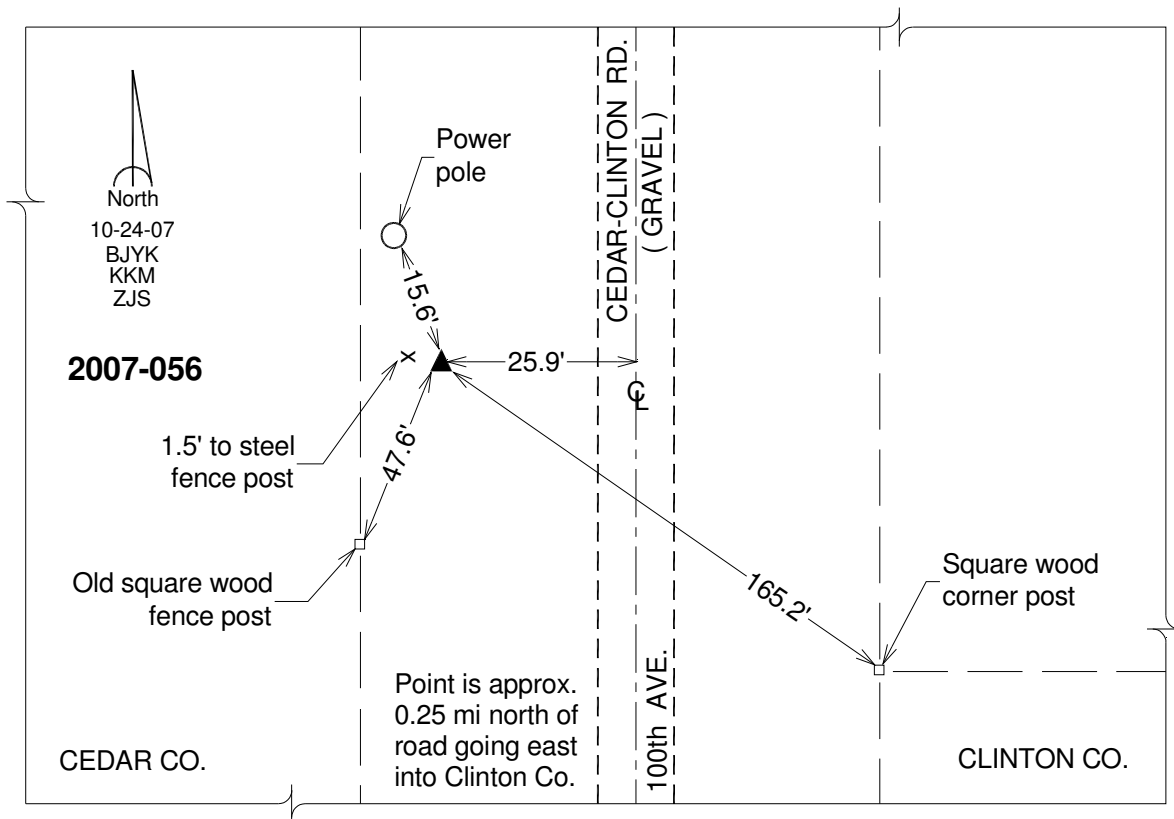 CEDAR-CLINTON RD.
( GRAVEL )
Power
pole
North
10-24-07
BJYK
KKM
ZJS
15.6'
2007-056
x
25.9'
CL
1.5' to steel
fence post
47.6'
Old square wood
fence post
165.2'
Square wood
corner post
Point is approx.
0.25 mi north of
road going east
into Clinton Co.
100th AVE.
CEDAR CO.
CLINTON CO.